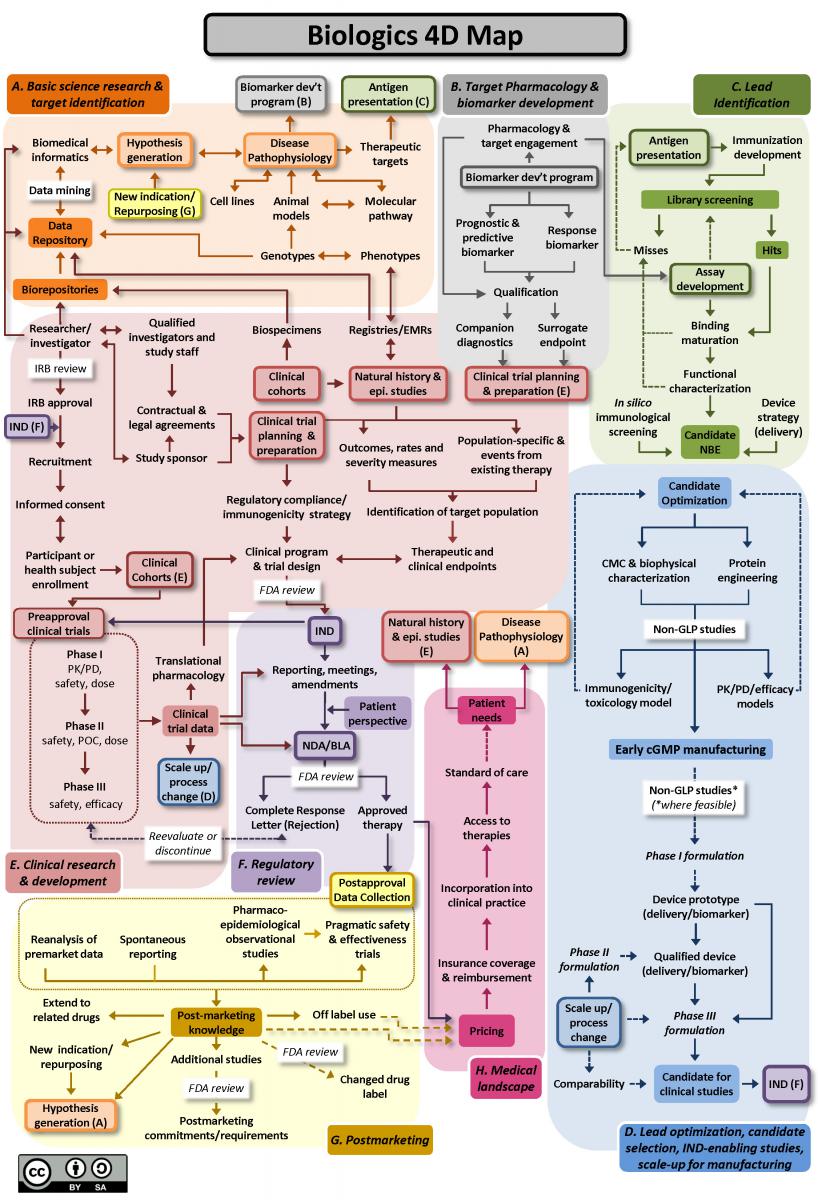 Biologics 4D Map
A. Basic science research &
target identification
Biomarker dev't
program (B)
Antigen
presentation (C)
Biomedical
informatics
Hypothesis
generation
Disease
Pathophysiology
Therapeutic
targets
Data mining
New indication/
Repurposing (G)
Cell lines
Animal
models
Molecular
pathway
Data
Repository
Genotypes
Phenotypes
Biorepositories
B. Target Pharmacology &
biomarker development
Pharmacology &
target engagement
Biomarker dev't program
Prognostic &
predictive
biomarker
Response
biomarker
Qualification
Companion
diagnostics
Surrogate
endpoint
Clinical trial planning
& preparation (E)
C. Lead
Identification
Antigen
presentation
Immunization
development
Library screening
Misses
Hits
Assay
development
Binding
maturation
Functional
characterization
In silico
immunological
screening
Device
strategy
(delivery)
Candidate
NBE
Researcher/
investigator
Qualified
investigators and
study staff
Biospecimens
Registries/EMRs
IRB review
Clinical
cohorts
Natural history &
epi. studies
IRB approval
IND (F)
Contractual &
legal agreements
Clinical trial
planning &
preparation
Recruitment
Study sponsor
Outcomes, rates and
severity measures
Population-specific &
events from
existing therapy
Informed consent
Regulatory compliance/
immunogenicity strategy
Identification of target population
Participant or
health subject
enrollment
Clinical
Cohorts (E)
Clinical program
& trial design
Therapeutic and
clinical endpoints
FDA review
Preapproval
clinical trials
Phase I
PK/PD,
safety, dose
Phase II
safety, POC, dose
Phase III
safety, efficacy
Translational
pharmacology
Clinical
trial data
Scale up/
process
change (D)
Reevaluate or
discontinue
E. Clinical research
& development
IND
Reporting, meetings,
amendments
Patient
perspective
NDA/BLA
FDA review
Complete Response
Letter (Rejection)
Approved
therapy
F. Regulatory
review
Natural history
& epi. studies
(E)
Disease
Pathophysiology
(A)
Patient
needs
Standard of care
Access to
therapies
Incorporation into
clinical practice
Insurance coverage
& reimbursement
Pricing
H. Medical
landscape
Candidate
Optimization
CMC & biophysical
characterization
Protein
engineering
Non-GLP studies
Immunogenicity/
toxicology model
PK/PD/efficacy
models
Early cGMP manufacturing
Non-GLP studies*
(*where feasible)
Phase I formulation
Device prototype
(delivery/biomarker)
Phase II
formulation
Qualified device
(delivery/biomarker)
Scale up/
process
change
Phase III
formulation
Comparability
Candidate for
clinical studies
IND (F)
D. Lead optimization, candidate
selection, IND-enabling studies,
scale-up for manufacturing
Postapproval
Data Collection
Reanalysis of
premarket data
Spontaneous
reporting
Pharmaco-
epidemiological
observational
studies
Pragmatic safety
& effectiveness
trials
Extend to
related drugs
Post-marketing
knowledge
Off label use
New indication/
repurposing
Additional studies
FDA review
Changed drug
label
FDA review
Hypothesis
generation (A)
Postmarketing
commitments/requirements
G. Postmarketing
cc
BY SA